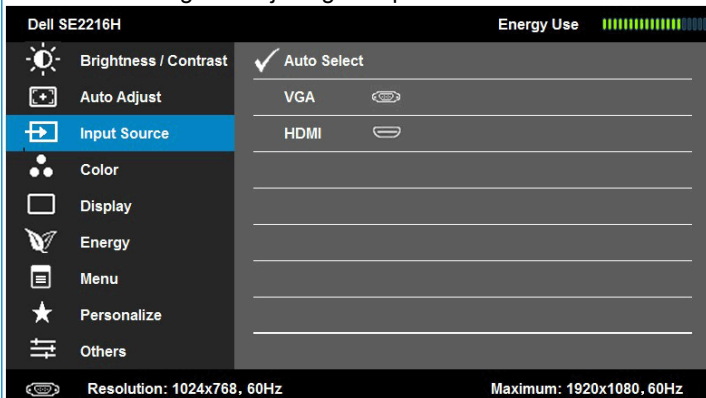 Dell SE2216H Energy Use
Brightness / Contrast Auto Select
Auto Adjust VGA
Input Source HDMI
Color
Display
Energy
Menu
Personalize
Others
Resolution: 1024x768, 60Hz Maximum: 1920x1080, 60Hz